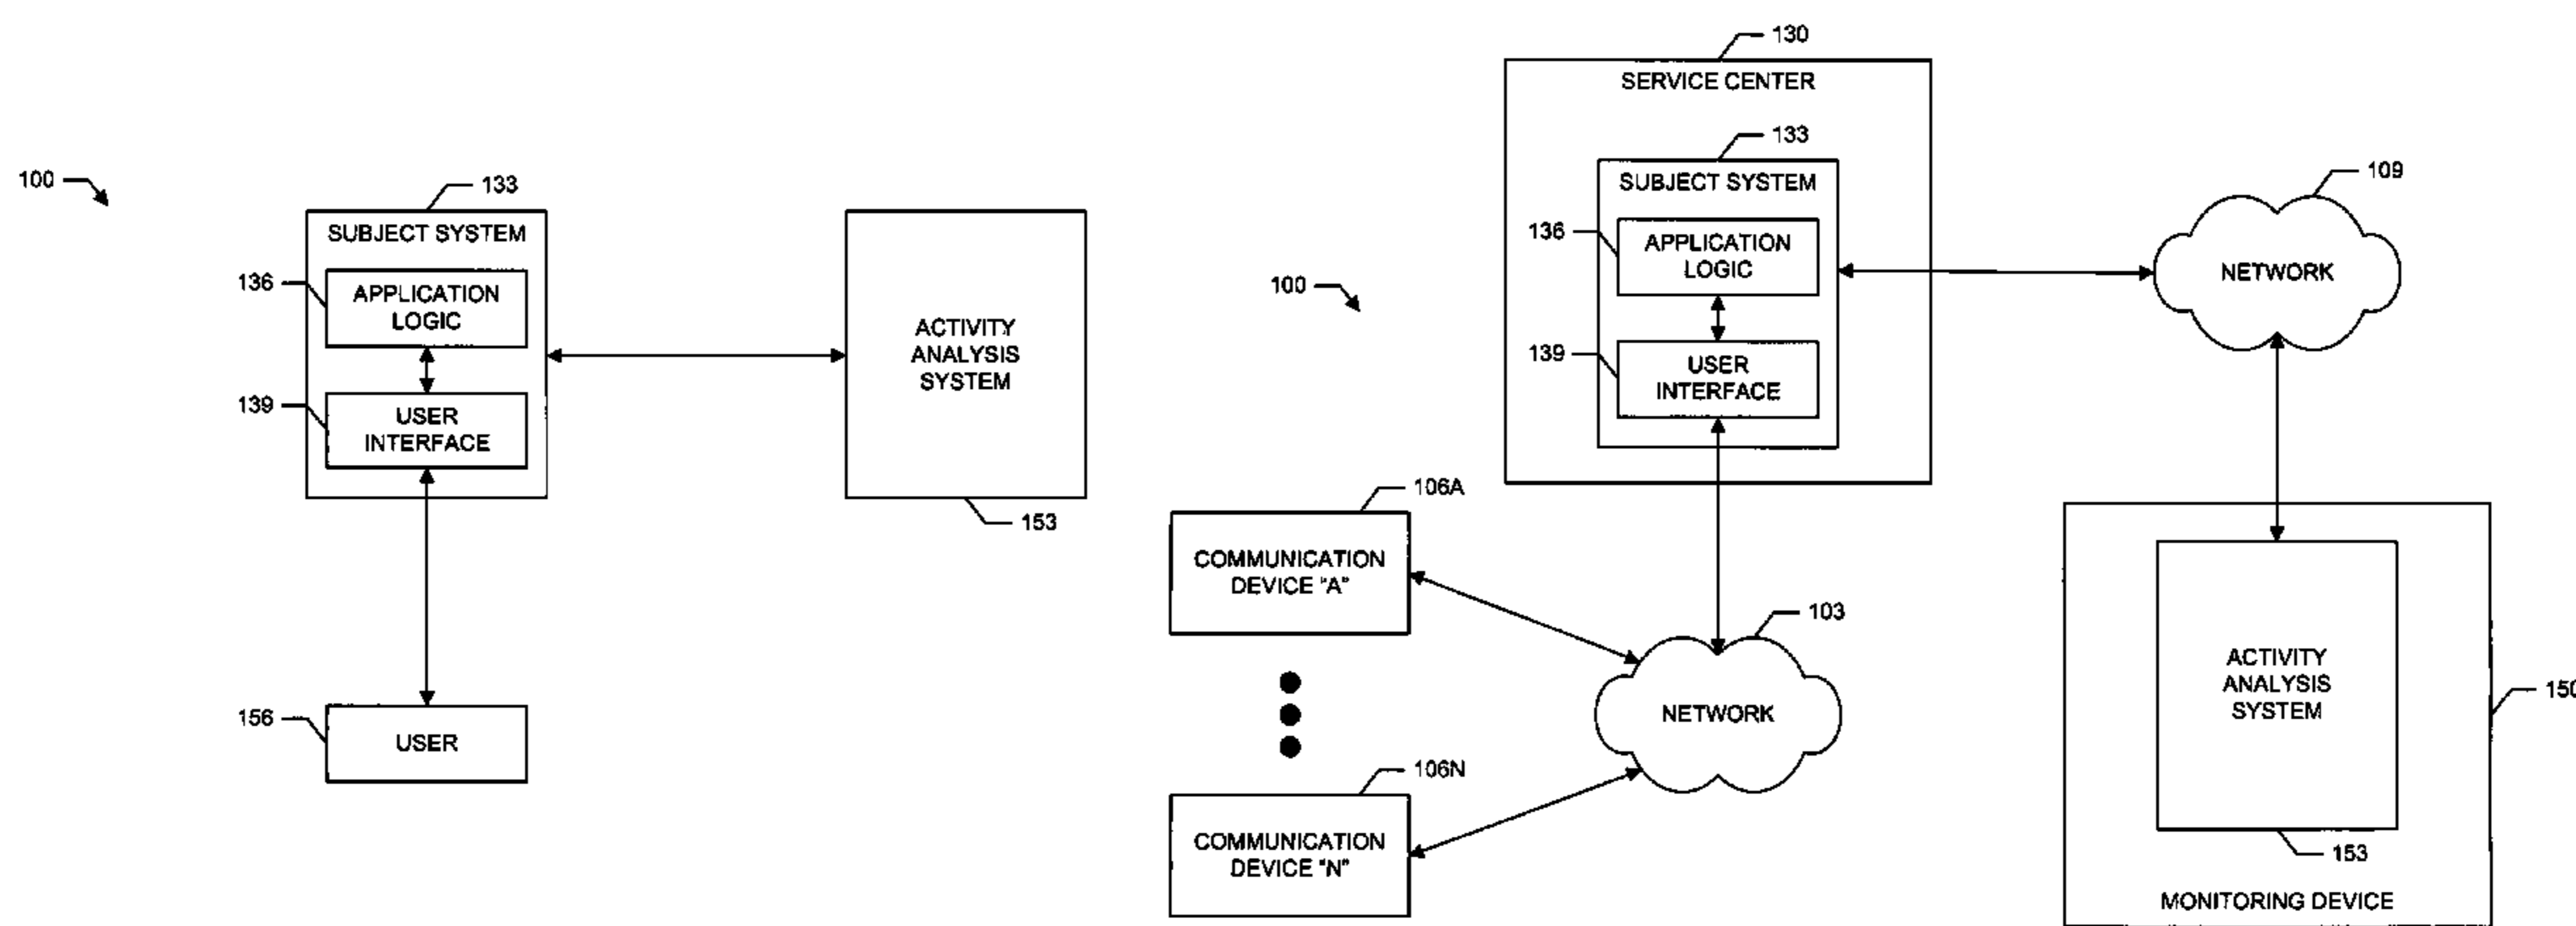 100
133
SUBJECT SYSTEM
136
APPLICATION
LOGIC
139
USER
INTERFACE
156
USER
ACTIVITY
ANALYSIS
SYSTEM
153
130
SERVICE CENTER
133
SUBJECT SYSTEM
100
136
APPLICATION
LOGIC
139
USER
INTERFACE
109
NETWORK
106A
COMMUNICATION
DEVICE "A"
103
NETWORK
106N
COMMUNICATION
DEVICE "N"
ACTIVITY
ANALYSIS
SYSTEM
150
153
MONITORING DEVICE